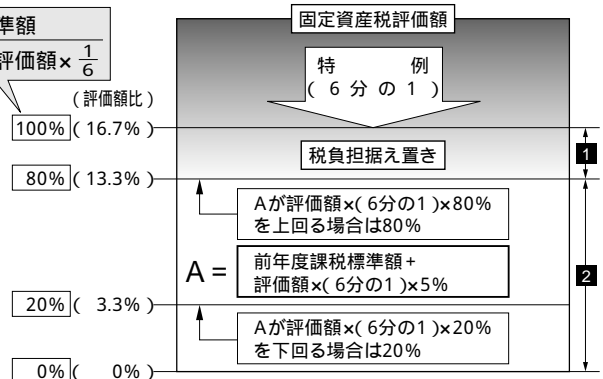 固定資産税評価額
準額
評価額× 1/6
特 例
( 6 分 の 1 )
(評価額比)
100% ( 16.7% )
税負担据え置き
1
80% ( 13.3% )
Aが評価額×( 6分の1 )×80%
を上回る場合は80%
A =
前年度課税標準額+
評価額×( 6分の1 )×5%
2
20% ( 3.3% )
Aが評価額×( 6分の1 )×20%
を下回る場合は20%
0% ( 0% )